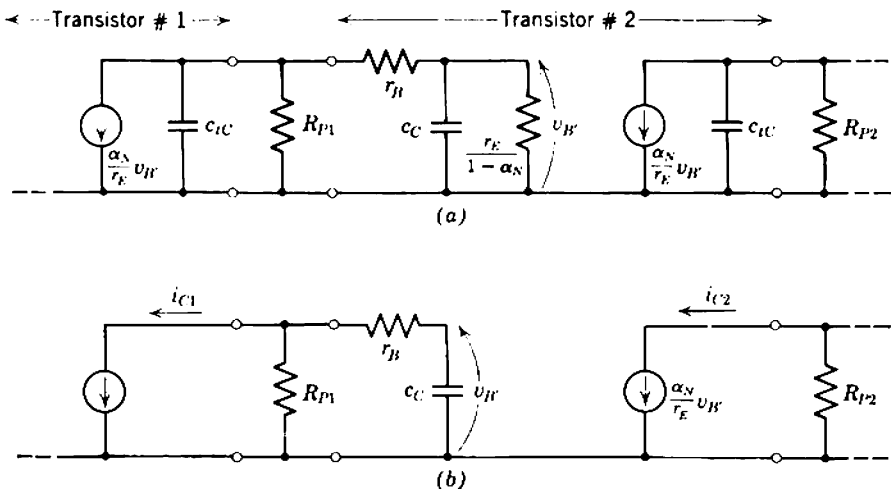 Transistor # 1
Transistor # 2
r_B
α_N/r_E v_B'
c_tC
R_P1
c_C
r_E/(1 - α_N)
v_B'
α_N/r_E v_B'
c_tC
R_P2
(a)
i_C1
i_C2
r_B
R_P1
c_C
v_B'
α_N/r_E v_B'
R_P2
(b)